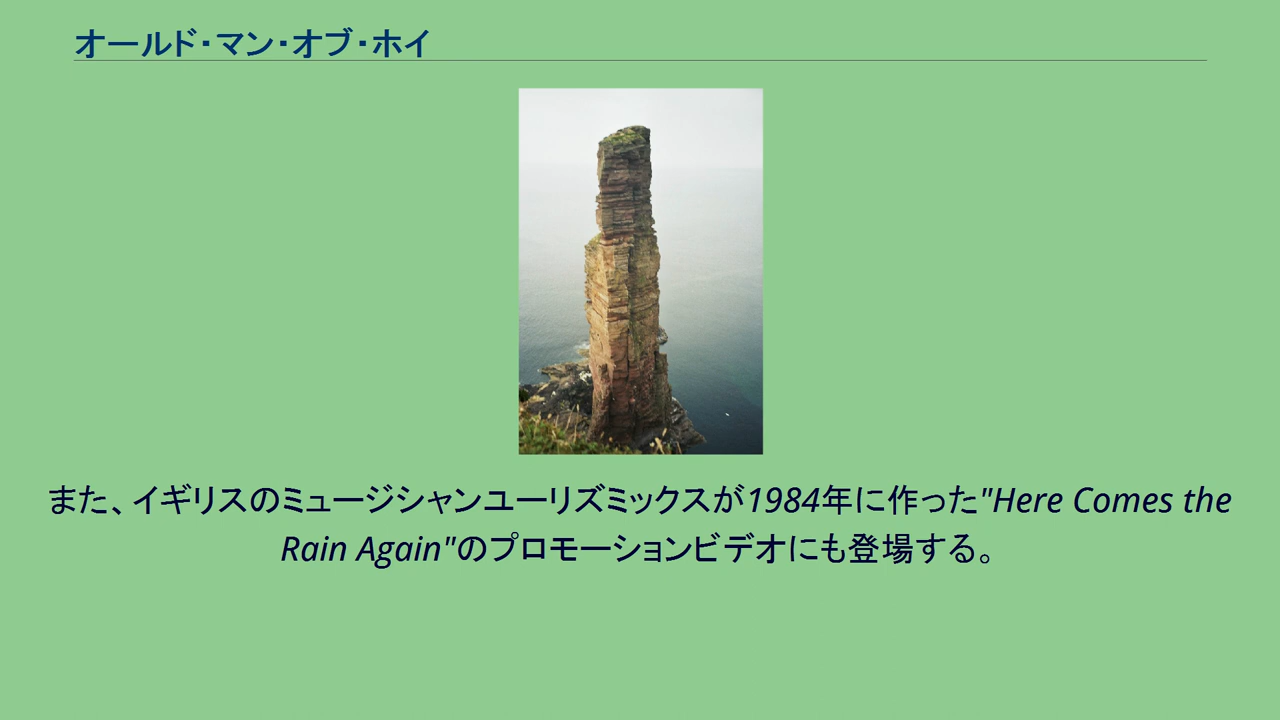 オールド・マン・オブ・ホイ
また、イギリスのミュージシャンユーリズミックスが1984年に作った"Here Comes the
Rain Again"のプロモーションビデオにも登場する。